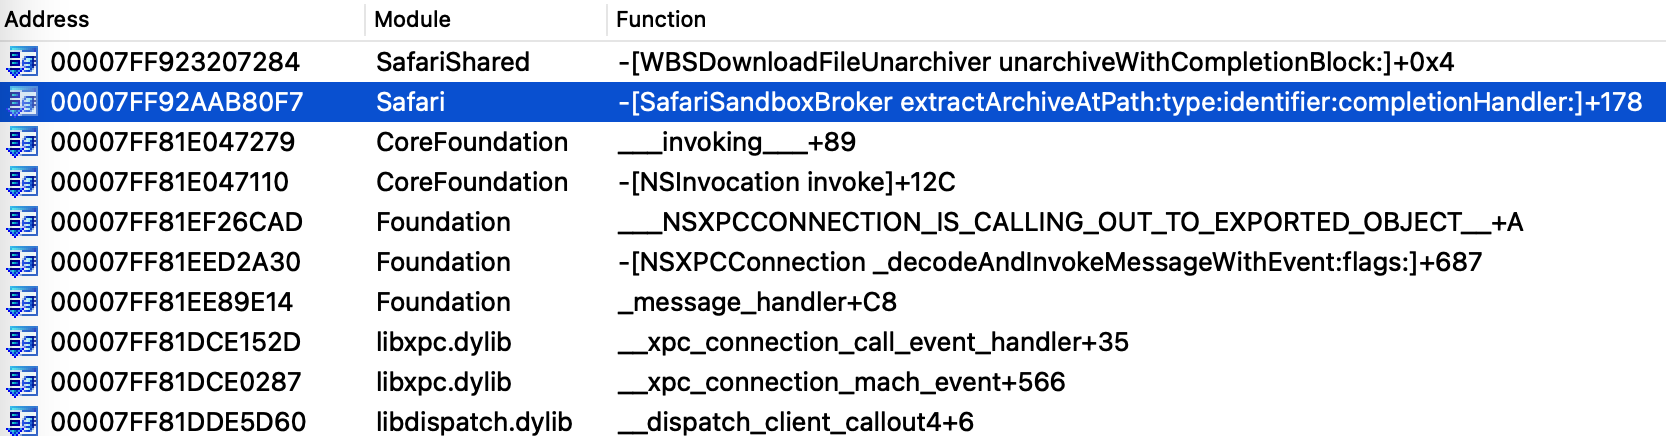 Address Module Function
00007FF923207284 SafariShared -[WBSDownloadFileUnarchiver unarchiveWithCompletionBlock:]+0x4
00007FF92AAB80F7 Safari -[SafariSandboxBroker extractArchiveAtPath:type:identifier:completionHandler:]+178
00007FF81E047279 CoreFoundation ___invoking___+89
00007FF81E047110 CoreFoundation -[NSInvocation invoke]+12C
00007FF81EF26CAD Foundation ___NSXPCCONNECTION_IS_CALLING_OUT_TO_EXPORTED_OBJECT__+A
00007FF81EED2A30 Foundation -[NSXPCConnection _decodeAndInvokeMessageWithEvent:flags:]+687
00007FF81EE89E14 Foundation _message_handler+C8
00007FF81DCE152D libxpc.dylib __xpc_connection_call_event_handler+35
00007FF81DCE0287 libxpc.dylib __xpc_connection_mach_event+566
00007FF81DDE5D60 libdispatch.dylib __dispatch_client_callout4+6